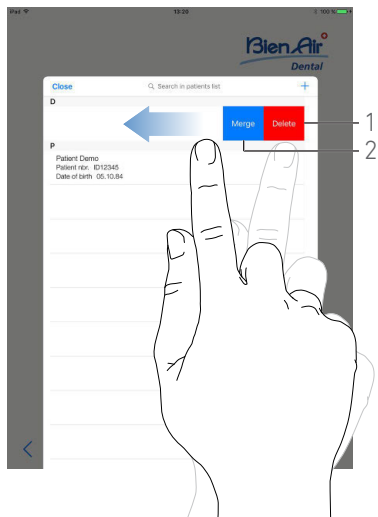 iPad 13:25 100 %
Bien Air
Dental
Close Search in patients list +
D
Merge Delete 1
2
P
Patient Demo
Patient nbr. ID12345
Date of birth 05.10.84